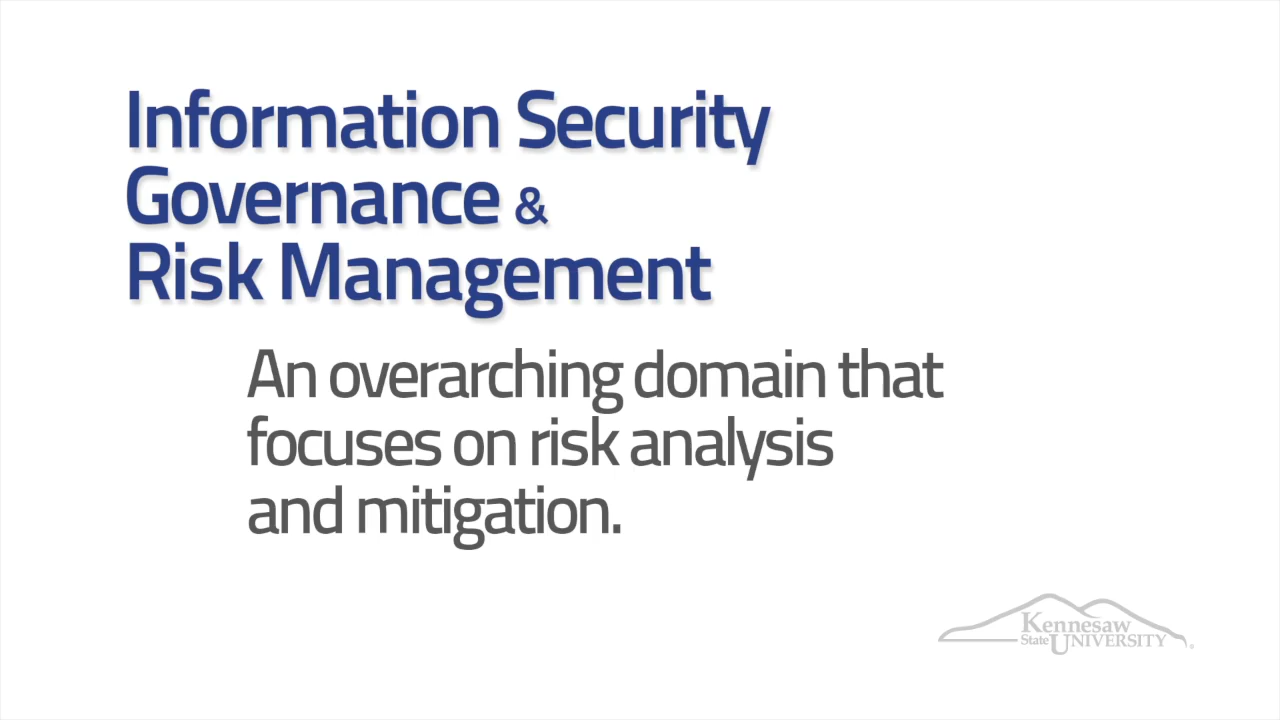 Information Security
Governance &
Risk Management
An overarching domain that
focuses on risk analysis
and mitigation.
Kennesaw
State UNIVERSITY